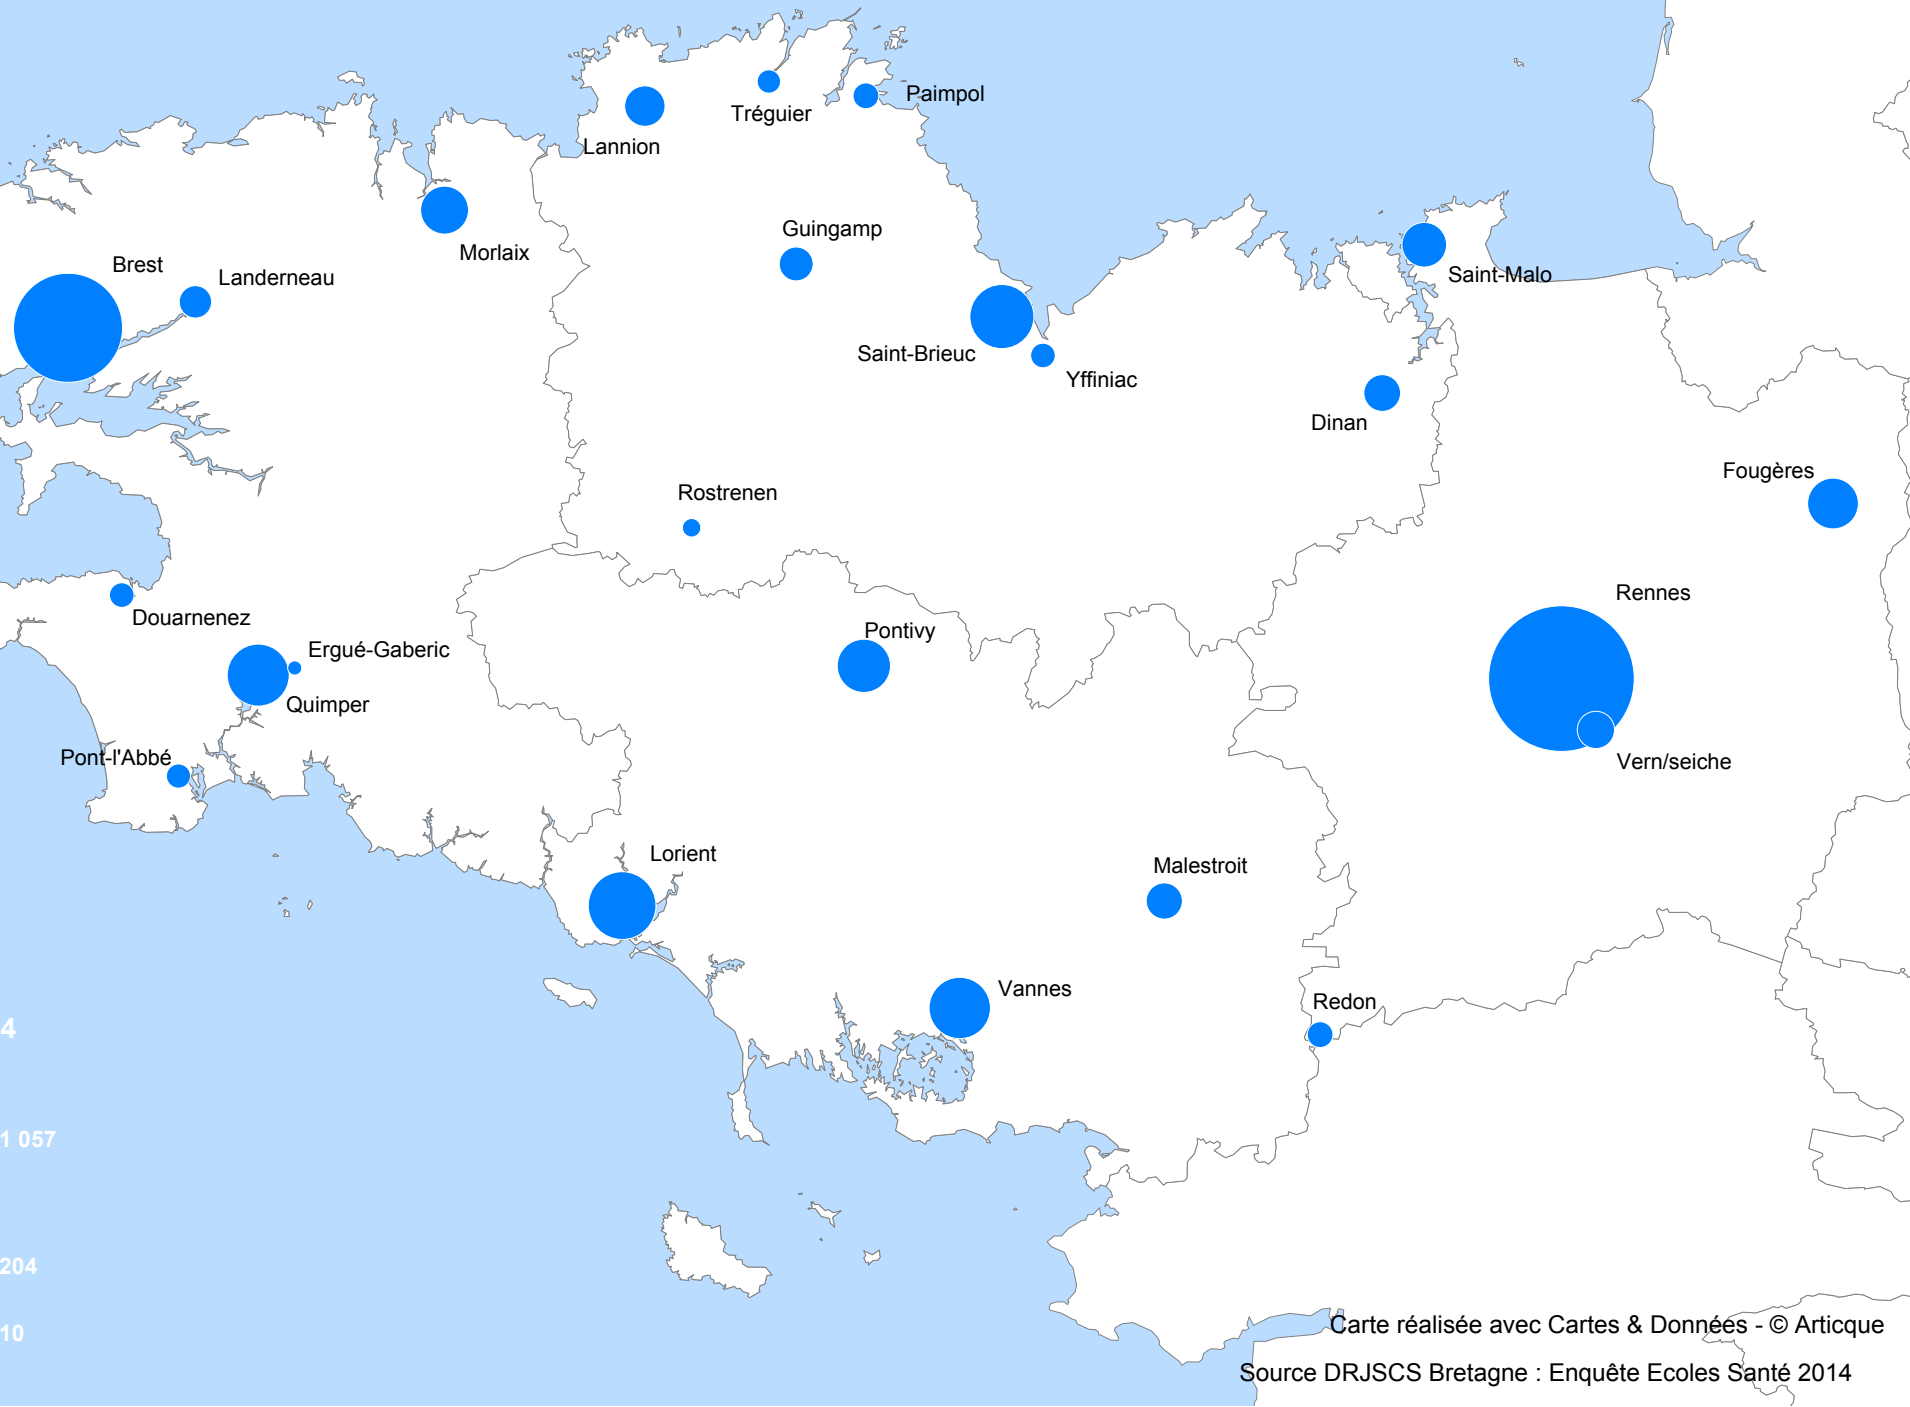 Paimpol
Tréguier
Lannion
Guingamp
Morlaix
Brest
Landerneau
Saint-Malo
Saint-Brieuc
Yffiniac
Dinan
Fougères
Rostrenen
Rennes
Douarnenez
Pontivy
Ergué-Gaberic
Quimper
Pont-l'Abbé
Vern/seiche
Lorient
Malestroit
Vannes
Redon
4
1 057
204
10
Carte réalisée avec Cartes & Données - © Articque
Source DRJSCS Bretagne : Enquête Ecoles Santé 2014